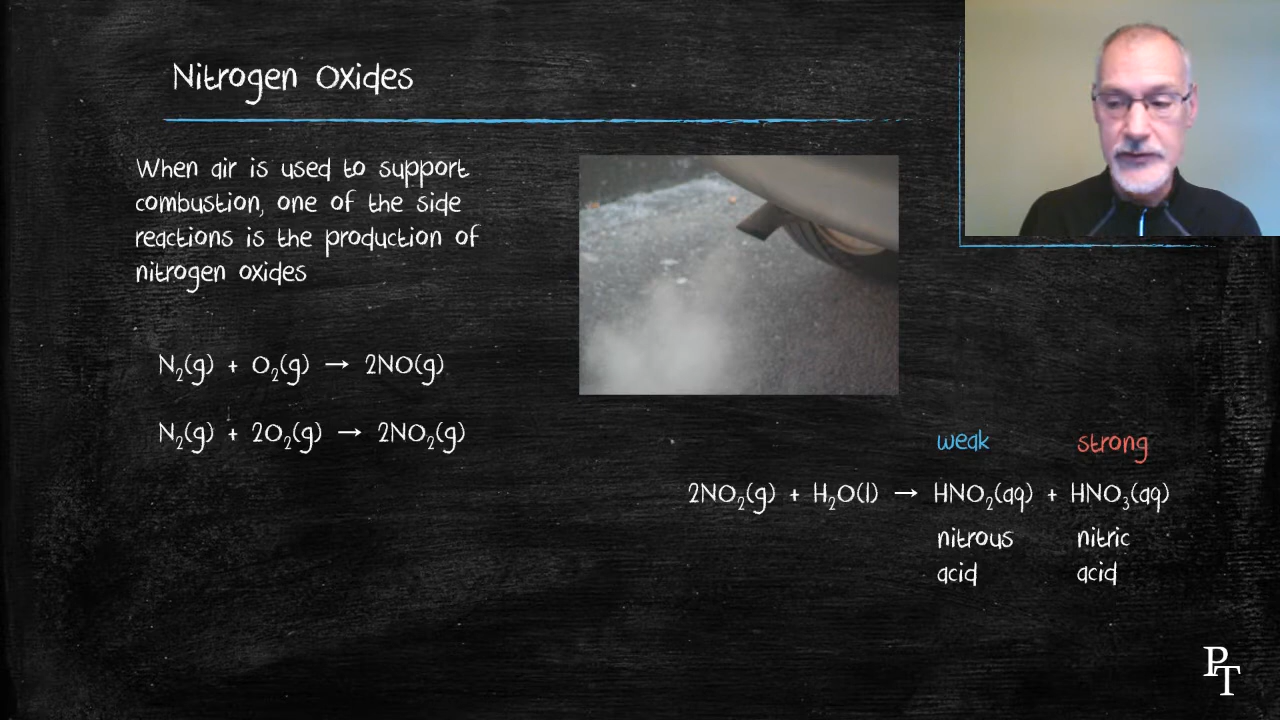 Nitrogen Oxides
When air is used to support
combustion, one of the side
reactions is the production of
nitrogen oxides
N₂(g) + O₂(g) → 2NO(g)
N₂(g) + 2O₂(g) → 2NO₂(g)
weak strong
2NO₂(g) + H₂O(l) → HNO₂(aq) + HNO₃(aq)
nitrous nitric
acid acid
PT